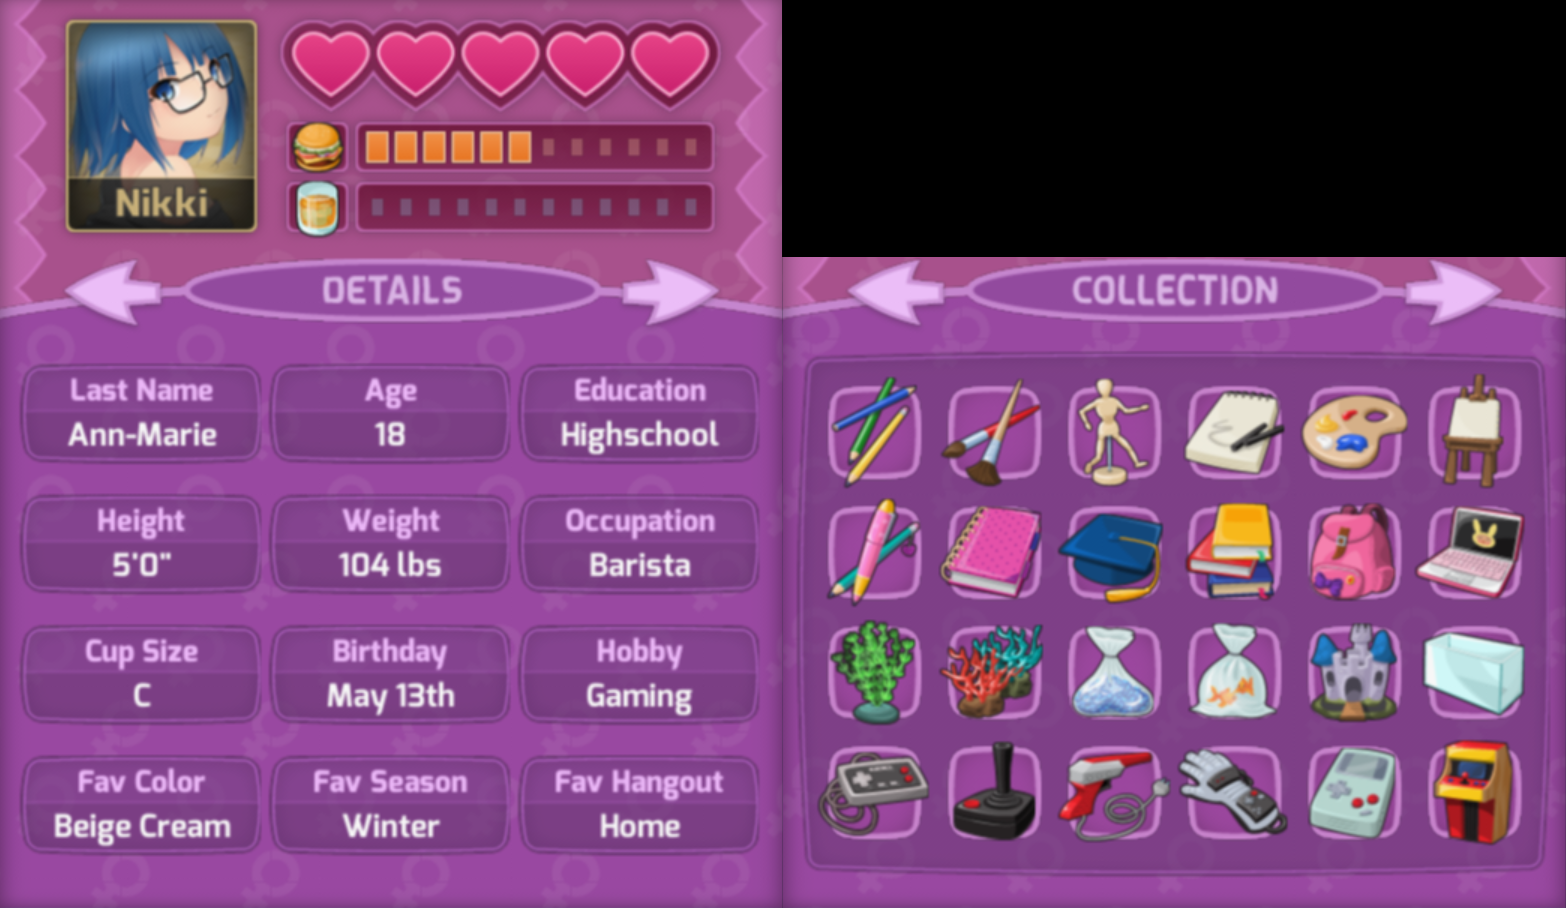 Nikki
DETAILS
Last Name
Ann-Marie
Age
18
Education
Highschool
Height
5'0"
Weight
104 lbs
Occupation
Barista
Cup Size
C
Birthday
May 13th
Hobby
Gaming
Fav Color
Beige Cream
Fav Season
Winter
Fav Hangout
Home
COLLECTION